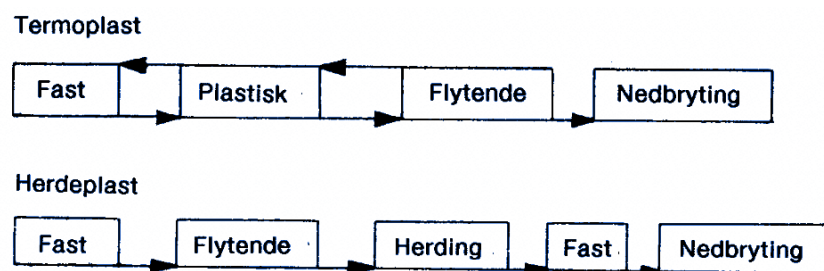 Termoplast
Fast Plastisk Flytende Nedbryting
Herdeplast
Fast Flytende Herding Fast Nedbryting